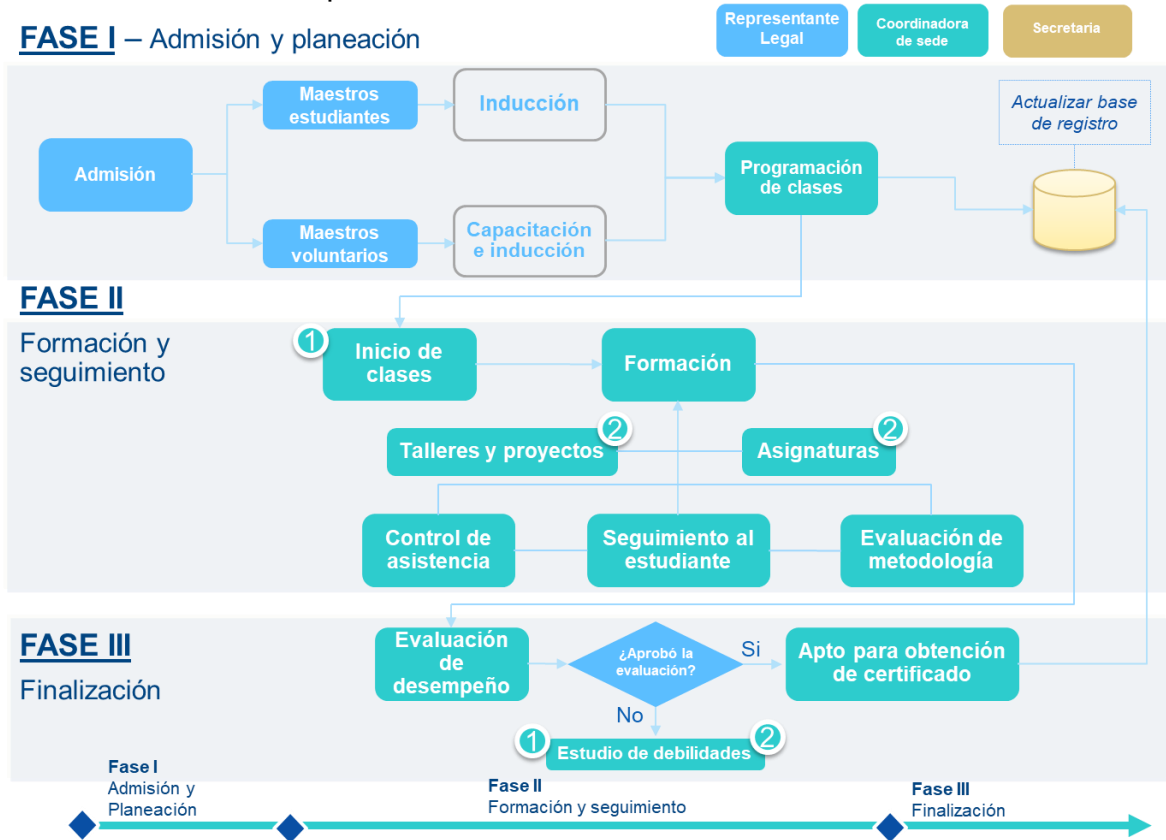 FASE I – Admisión y planeación
Representante
Legal
Coordinadora
de sede
Secretaria
Maestros
estudiantes
Inducción
Actualizar base
de registro
Admisión
Programación
de clases
Maestros
voluntarios
Capacitación
e inducción
FASE II
Formación y
seguimiento
1
Inicio de
clases
Formación
Talleres y proyectos
2
Asignaturas
2
Control de
asistencia
Seguimiento al
estudiante
Evaluación de
metodología
FASE III
Finalización
Evaluación
de
desempeño
¿Aprobó la
evaluación?
Si
Apto para obtención
de certificado
No
1
Estudio de debilidades
2
Fase I
Admisión y
Planeación
Fase II
Formación y seguimiento
Fase III
Finalización